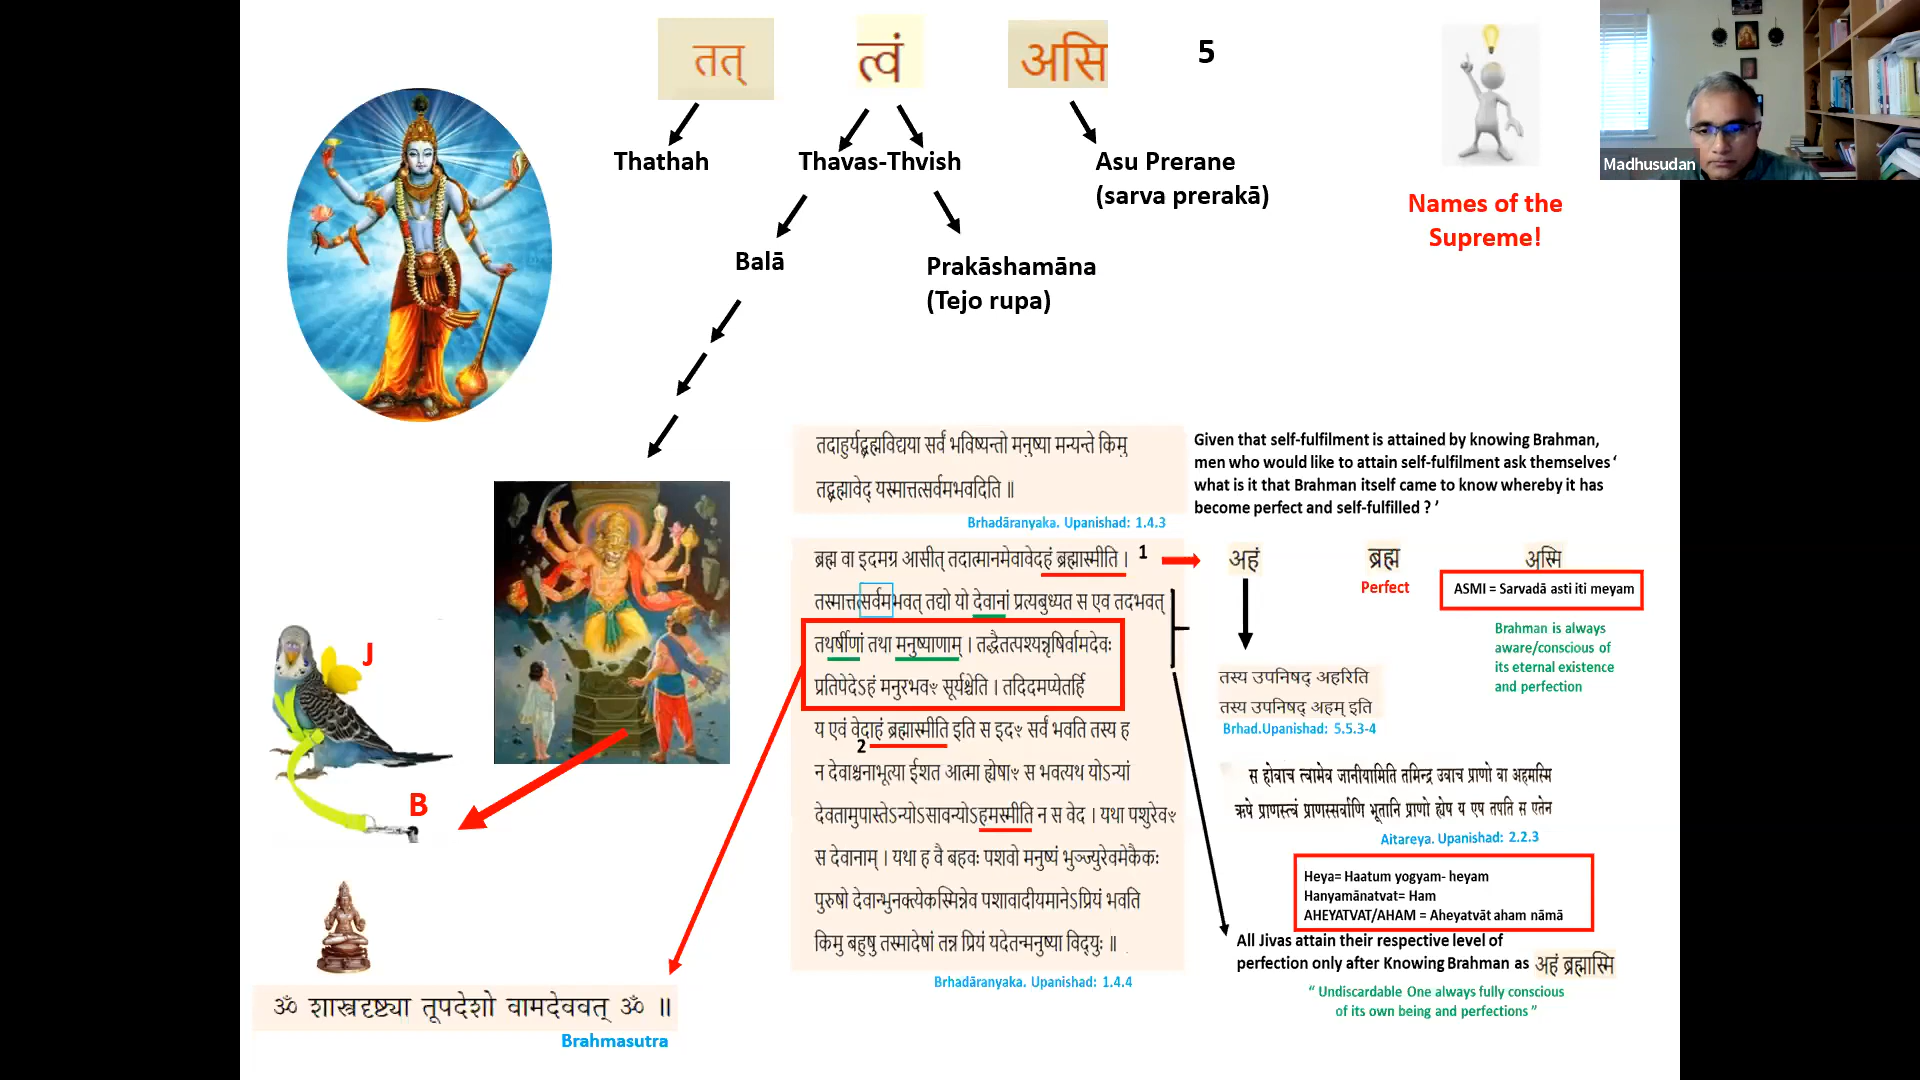 तत् त्वं असि 5
Thathah
Thavas-Thvish
Asu Prerane
(sarva prerakā)
Balā
Prakāshamāna
(Tejo rupa)
Names of the
Supreme!
Madhusudan
तदाहुर्यद्ब्रह्मविद्यया सर्वं भविष्यन्तो मनुष्या मन्यन्ते किमु
तद्ब्रह्मावेद् यस्मात्तत्सर्वमभवदिति ॥
Brhadāranyaka. Upanishad: 1.4.3
Given that self-fulfilment is attained by knowing Brahman,
men who would like to attain self-fulfilment ask themselves ‘
what is it that Brahman itself came to know whereby it has
become perfect and self-fulfilled ? ’
ब्रह्म वा इदमग्र आसीत् तदात्मानमेवावेदहं ब्रह्मास्मीति । 1
तस्मात्तत्सर्वमभवत् तद्यो यो देवानां प्रत्यबुध्यत स एव तदभवत्
तथर्षीणां तथा मनुष्याणाम् । तद्धैतत्पश्यन्नृषिर्वामदेवः
प्रतिपेदेऽहं मनुरभवꣳ सूर्यश्चेति । तदिदमप्येतर्हि
य एवं वेदाहं ब्रह्मास्मीति इति स इदꣳ सर्वं भवति तस्य ह
2
न देवाश्चनाभूत्या ईशत आत्मा ह्येषाꣳ स भवत्यथ योऽन्यां
देवतामुपास्तेऽन्योऽसावन्योऽहमस्मीति न स वेद । यथा पशुरेवꣳ
स देवानाम् । यथा ह वै बहवः पशवो मनुष्यं भुञ्ज्युरेवमेकैकः
पुरुषो देवान्भुनक्त्येकस्मिन्नेव पशावादीयमानेऽप्रियं भवति
किमु बहुषु तस्मादेषां तन्न प्रियं यदेतन्मनुष्या विद्युः ॥
Brhadāranyaka. Upanishad: 1.4.4
अहं ब्रह्म अस्मि
Perfect
ASMI = Sarvadā asti iti meyam
Brahman is always
aware/conscious of
its eternal existence
and perfection
तस्य उपनिषद् अहरिति
तस्य उपनिषद् अहम् इति
Brhad.Upanishad: 5.5.3-4
स होवाच त्वामेव जानीयामिति तमिन्द्र उवाच प्राणो वा अहमस्मि
ऋषे प्राणस्त्वं प्राणस्सर्वाणि भूतानि प्राणो ह्येष य एष तपति स एतेन
Aitareya. Upanishad: 2.2.3
Heya= Haatum yogyam- heyam
Hanyamānatvat= Ham
AHEYATVAT/AHAM = Aheyatvāt aham nāmā
All Jivas attain their respective level of
perfection only after Knowing Brahman as अहं ब्रह्मास्मि
“ Undiscardable One always fully conscious
of its own being and perfections ”
J
B
ॐ शास्त्रदृष्ट्या तूपदेशो वामदेववत् ॐ ॥
Brahmasutra